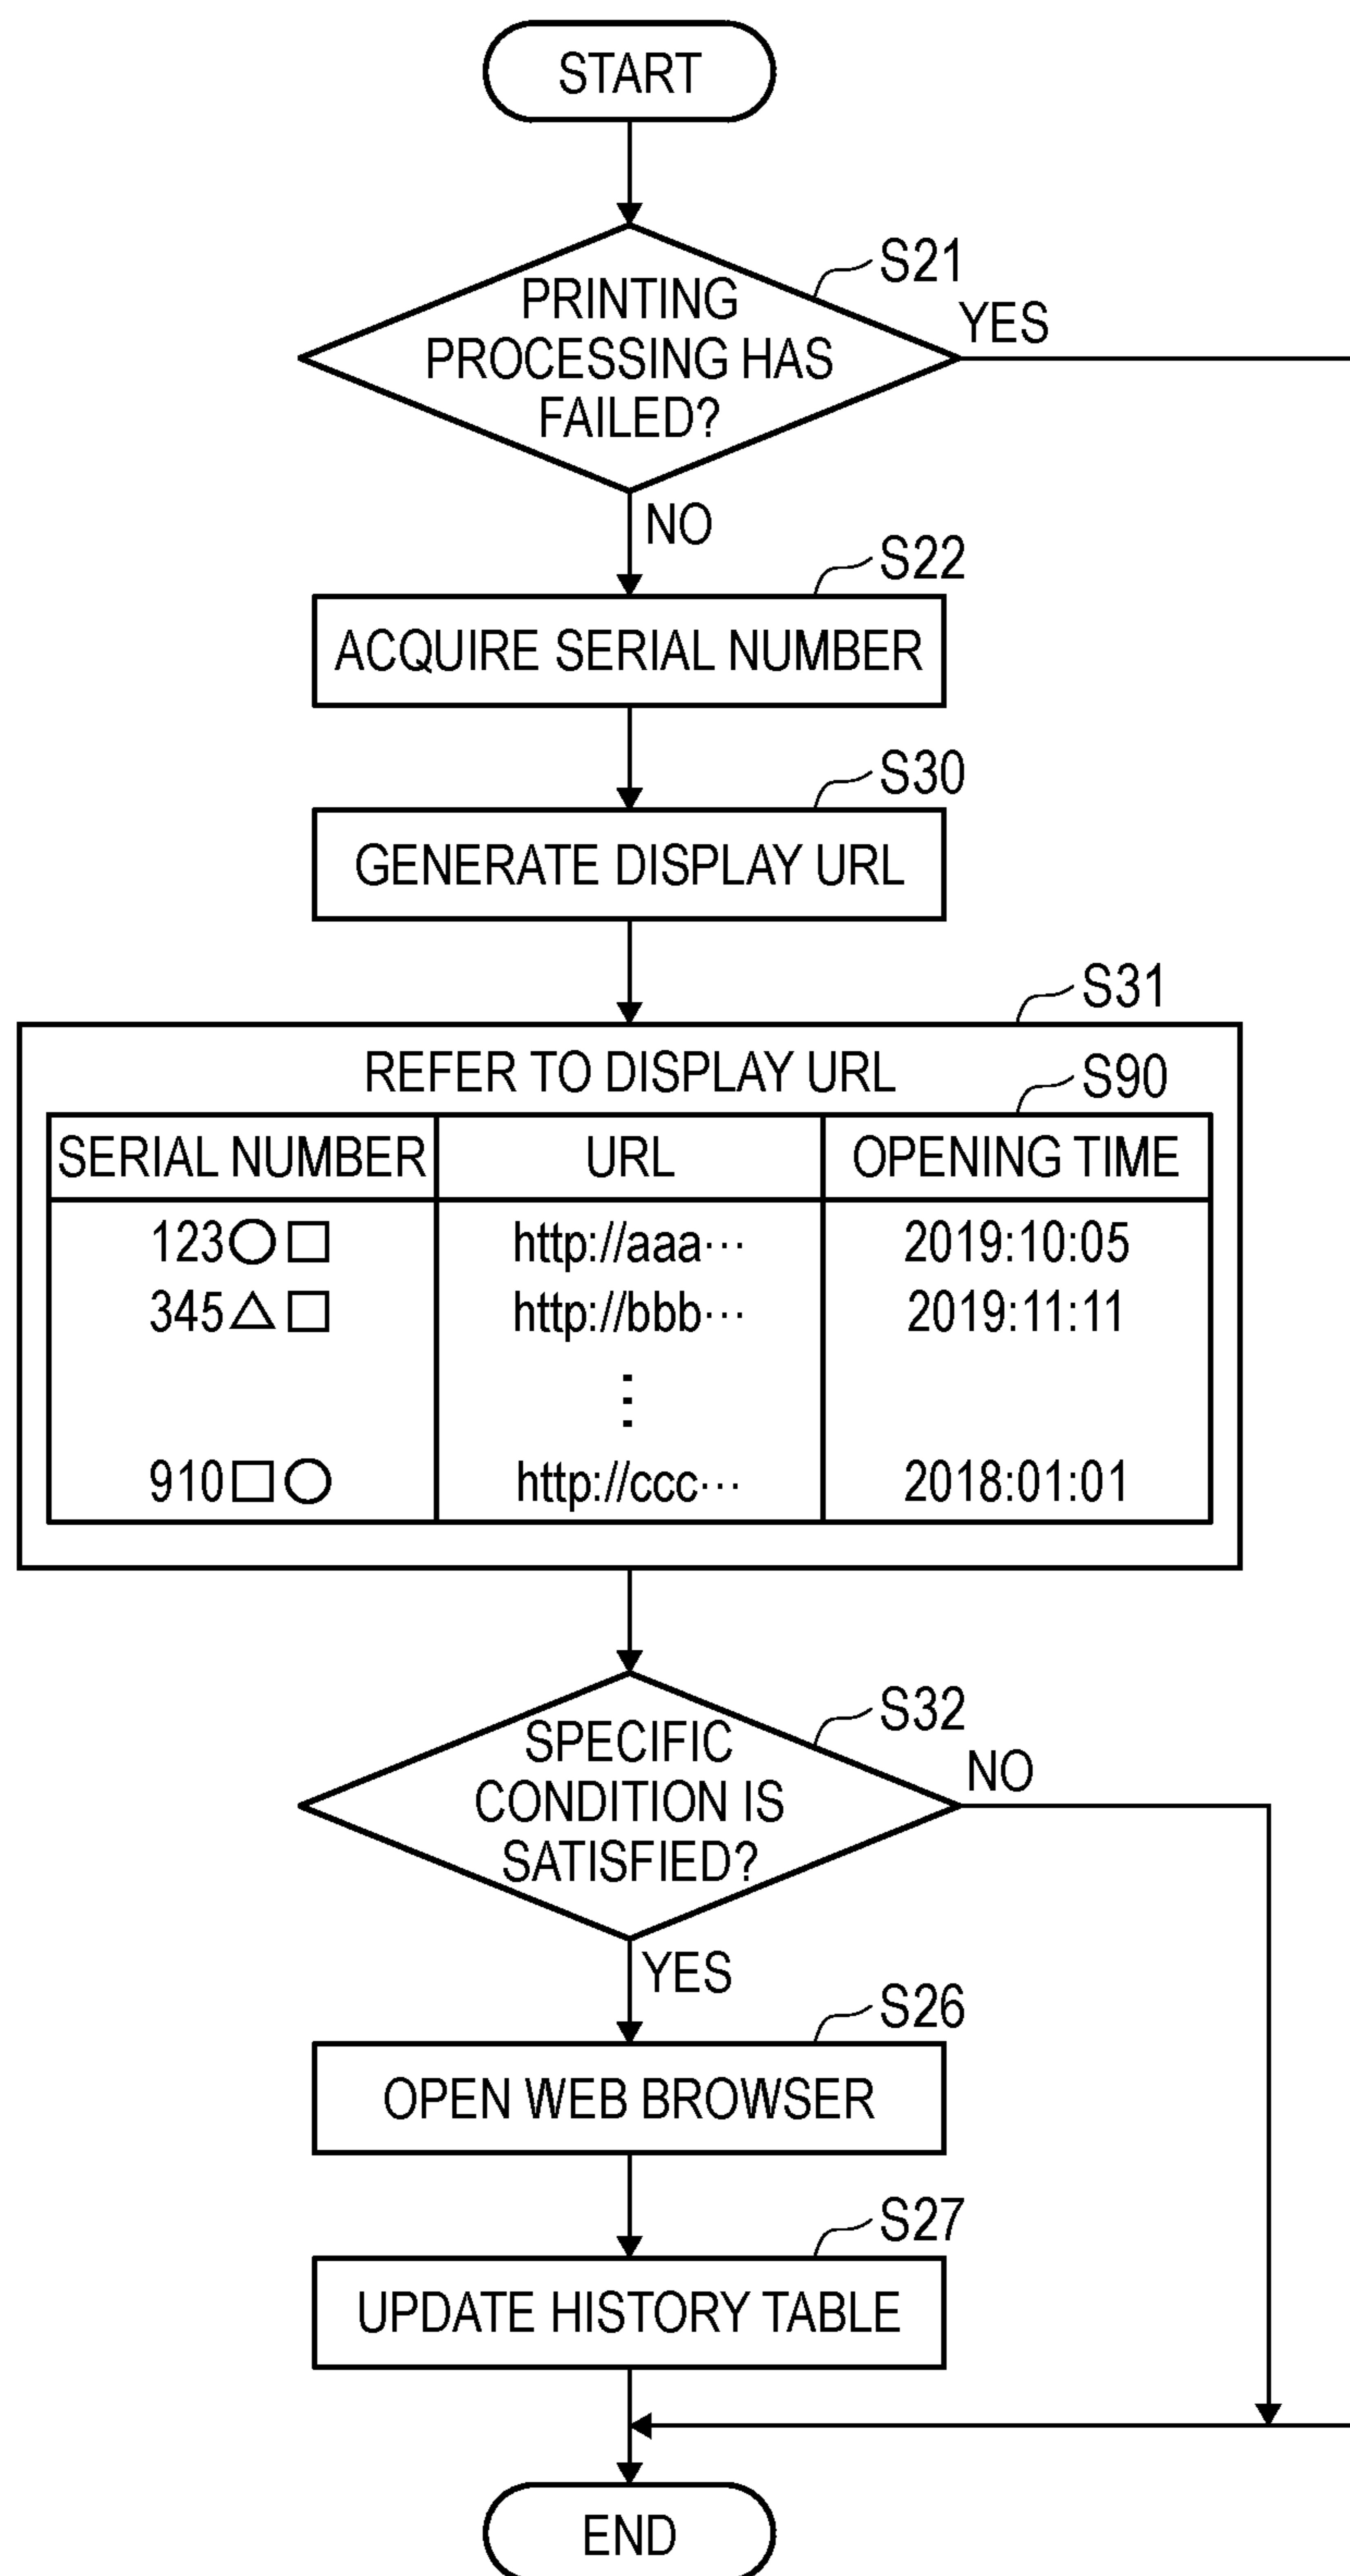 START
S21
PRINTING
PROCESSING HAS
FAILED?
YES
NO
S22
ACQUIRE SERIAL NUMBER
S30
GENERATE DISPLAY URL
S31
REFER TO DISPLAY URL
S90
SERIAL NUMBER URL OPENING TIME
123○□ http://aaa··· 2019:10:05
345△□ http://bbb··· 2019:11:11
⋮
910□○ http://ccc··· 2018:01:01
S32
SPECIFIC
CONDITION IS
SATISFIED?
NO
YES
S26
OPEN WEB BROWSER
S27
UPDATE HISTORY TABLE
END